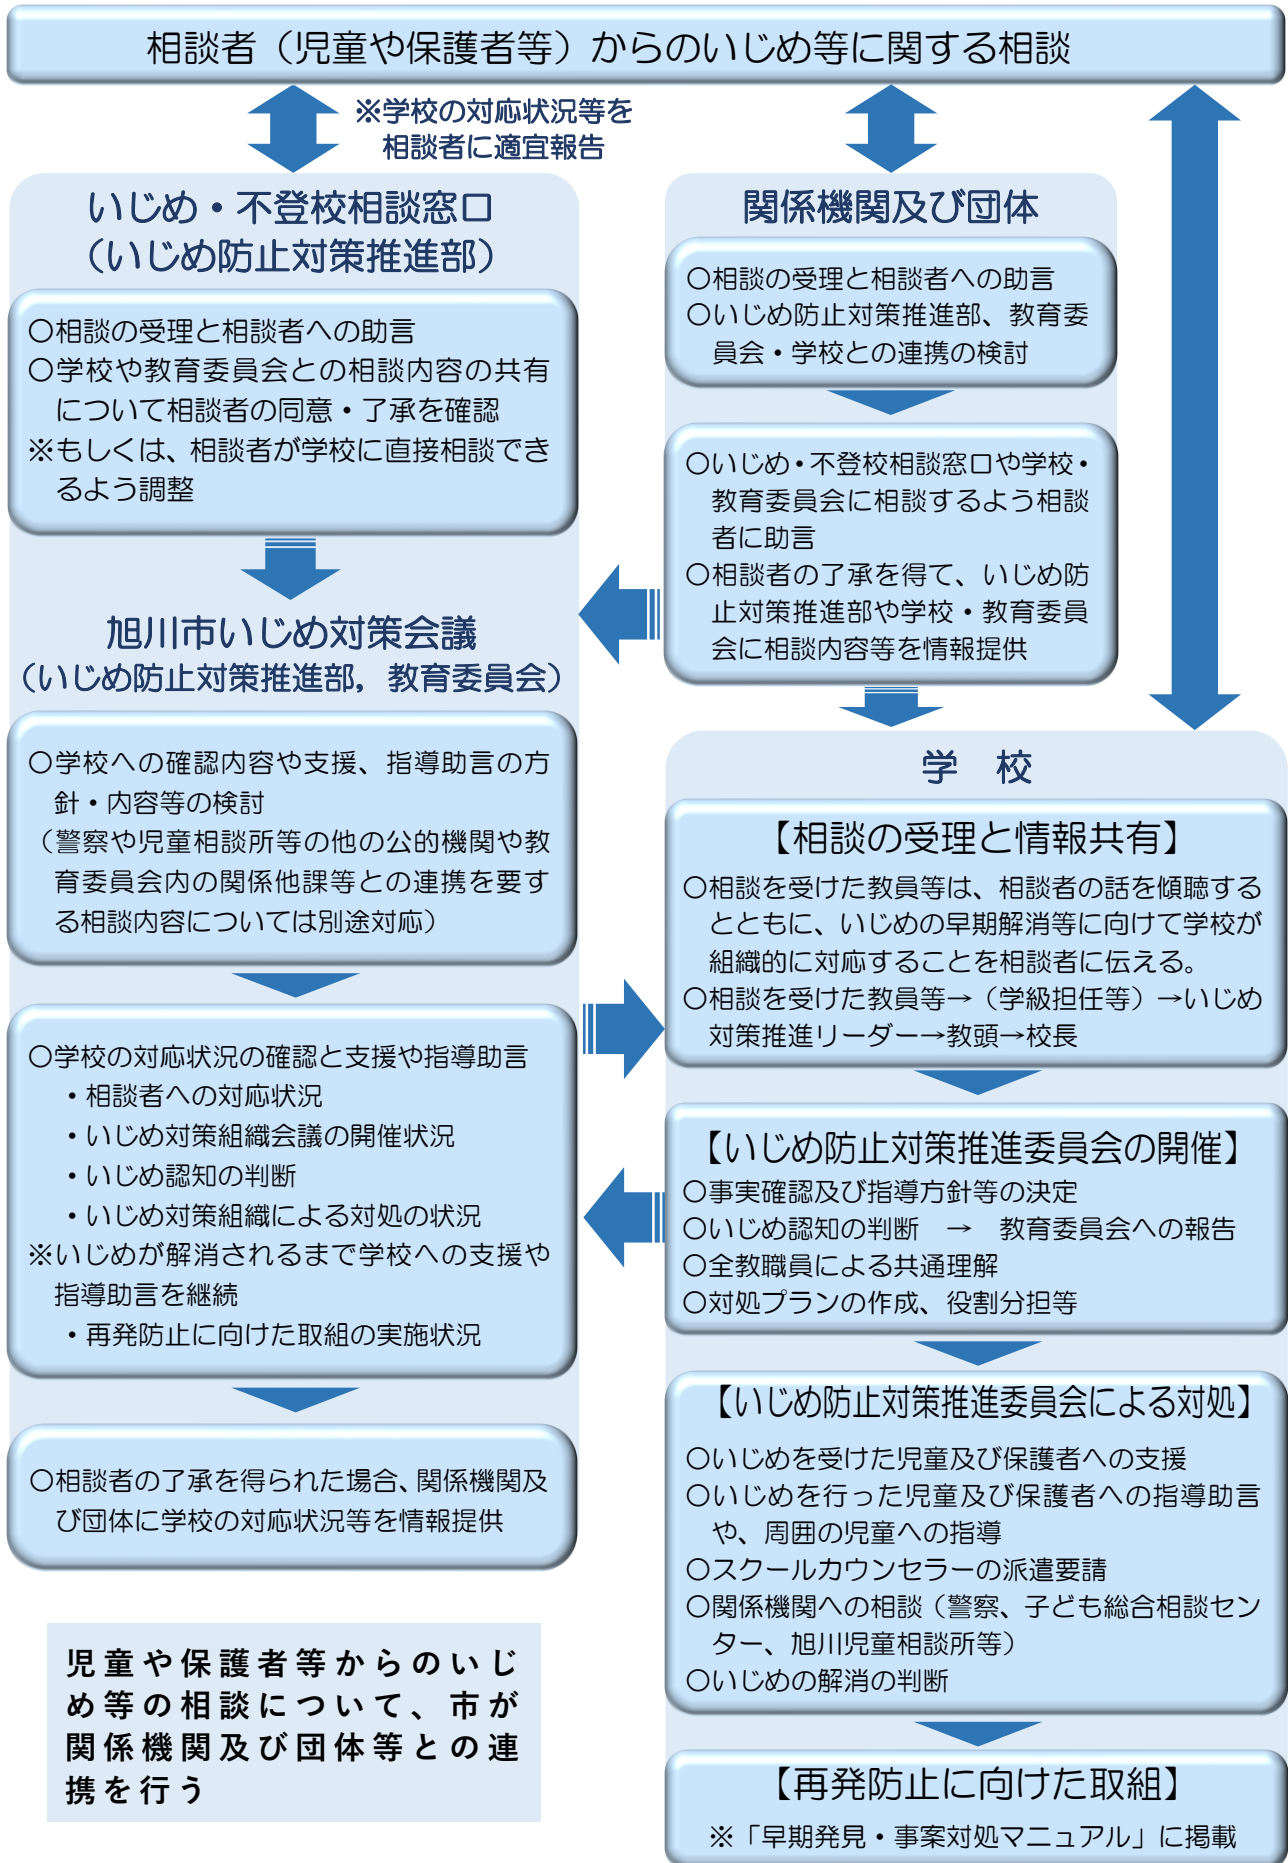 相談者（児童や保護者等）からのいじめ等に関する相談
※学校の対応状況等を
相談者に適宜報告
いじめ・不登校相談窓口
（いじめ防止対策推進部）
〇相談の受理と相談者への助言
〇学校や教育委員会との相談内容の共有
について相談者の同意・了承を確認
※もしくは、相談者が学校に直接相談でき
るよう調整
旭川市いじめ対策会議
（いじめ防止対策推進部，教育委員会）
〇学校への確認内容や支援、指導助言の方
針・内容等の検討
（警察や児童相談所等の他の公的機関や教
育委員会内の関係他課等との連携を要す
る相談内容については別途対応）
〇学校の対応状況の確認と支援や指導助言
・相談者への対応状況
・いじめ対策組織会議の開催状況
・いじめ認知の判断
・いじめ対策組織による対処の状況
※いじめが解消されるまで学校への支援や
指導助言を継続
・再発防止に向けた取組の実施状況
〇相談者の了承を得られた場合、関係機関及
び団体に学校の対応状況等を情報提供
児童や保護者等からのいじ
め等の相談について、市が
関係機関及び団体等との連
携を行う
関係機関及び団体
〇相談の受理と相談者への助言
〇いじめ防止対策推進部、教育委
員会・学校との連携の検討
〇いじめ・不登校相談窓口や学校・
教育委員会に相談するよう相談
者に助言
〇相談者の了承を得て、いじめ防
止対策推進部や学校・教育委員
会に相談内容等を情報提供
学　校
【相談の受理と情報共有】
〇相談を受けた教員等は、相談者の話を傾聴する
とともに、いじめの早期解消等に向けて学校が
組織的に対応することを相談者に伝える。
〇相談を受けた教員等→（学級担任等）→いじめ
対策推進リーダー→教頭→校長
【いじめ防止対策推進委員会の開催】
〇事実確認及び指導方針等の決定
〇いじめ認知の判断　→　教育委員会への報告
〇全教職員による共通理解
〇対処プランの作成、役割分担等
【いじめ防止対策推進委員会による対処】
〇いじめを受けた児童及び保護者への支援
〇いじめを行った児童及び保護者への指導助言
や、周囲の児童への指導
〇スクールカウンセラーの派遣要請
〇関係機関への相談（警察、子ども総合相談セン
ター、旭川児童相談所等）
〇いじめの解消の判断
【再発防止に向けた取組】
※「早期発見・事案対処マニュアル」に掲載